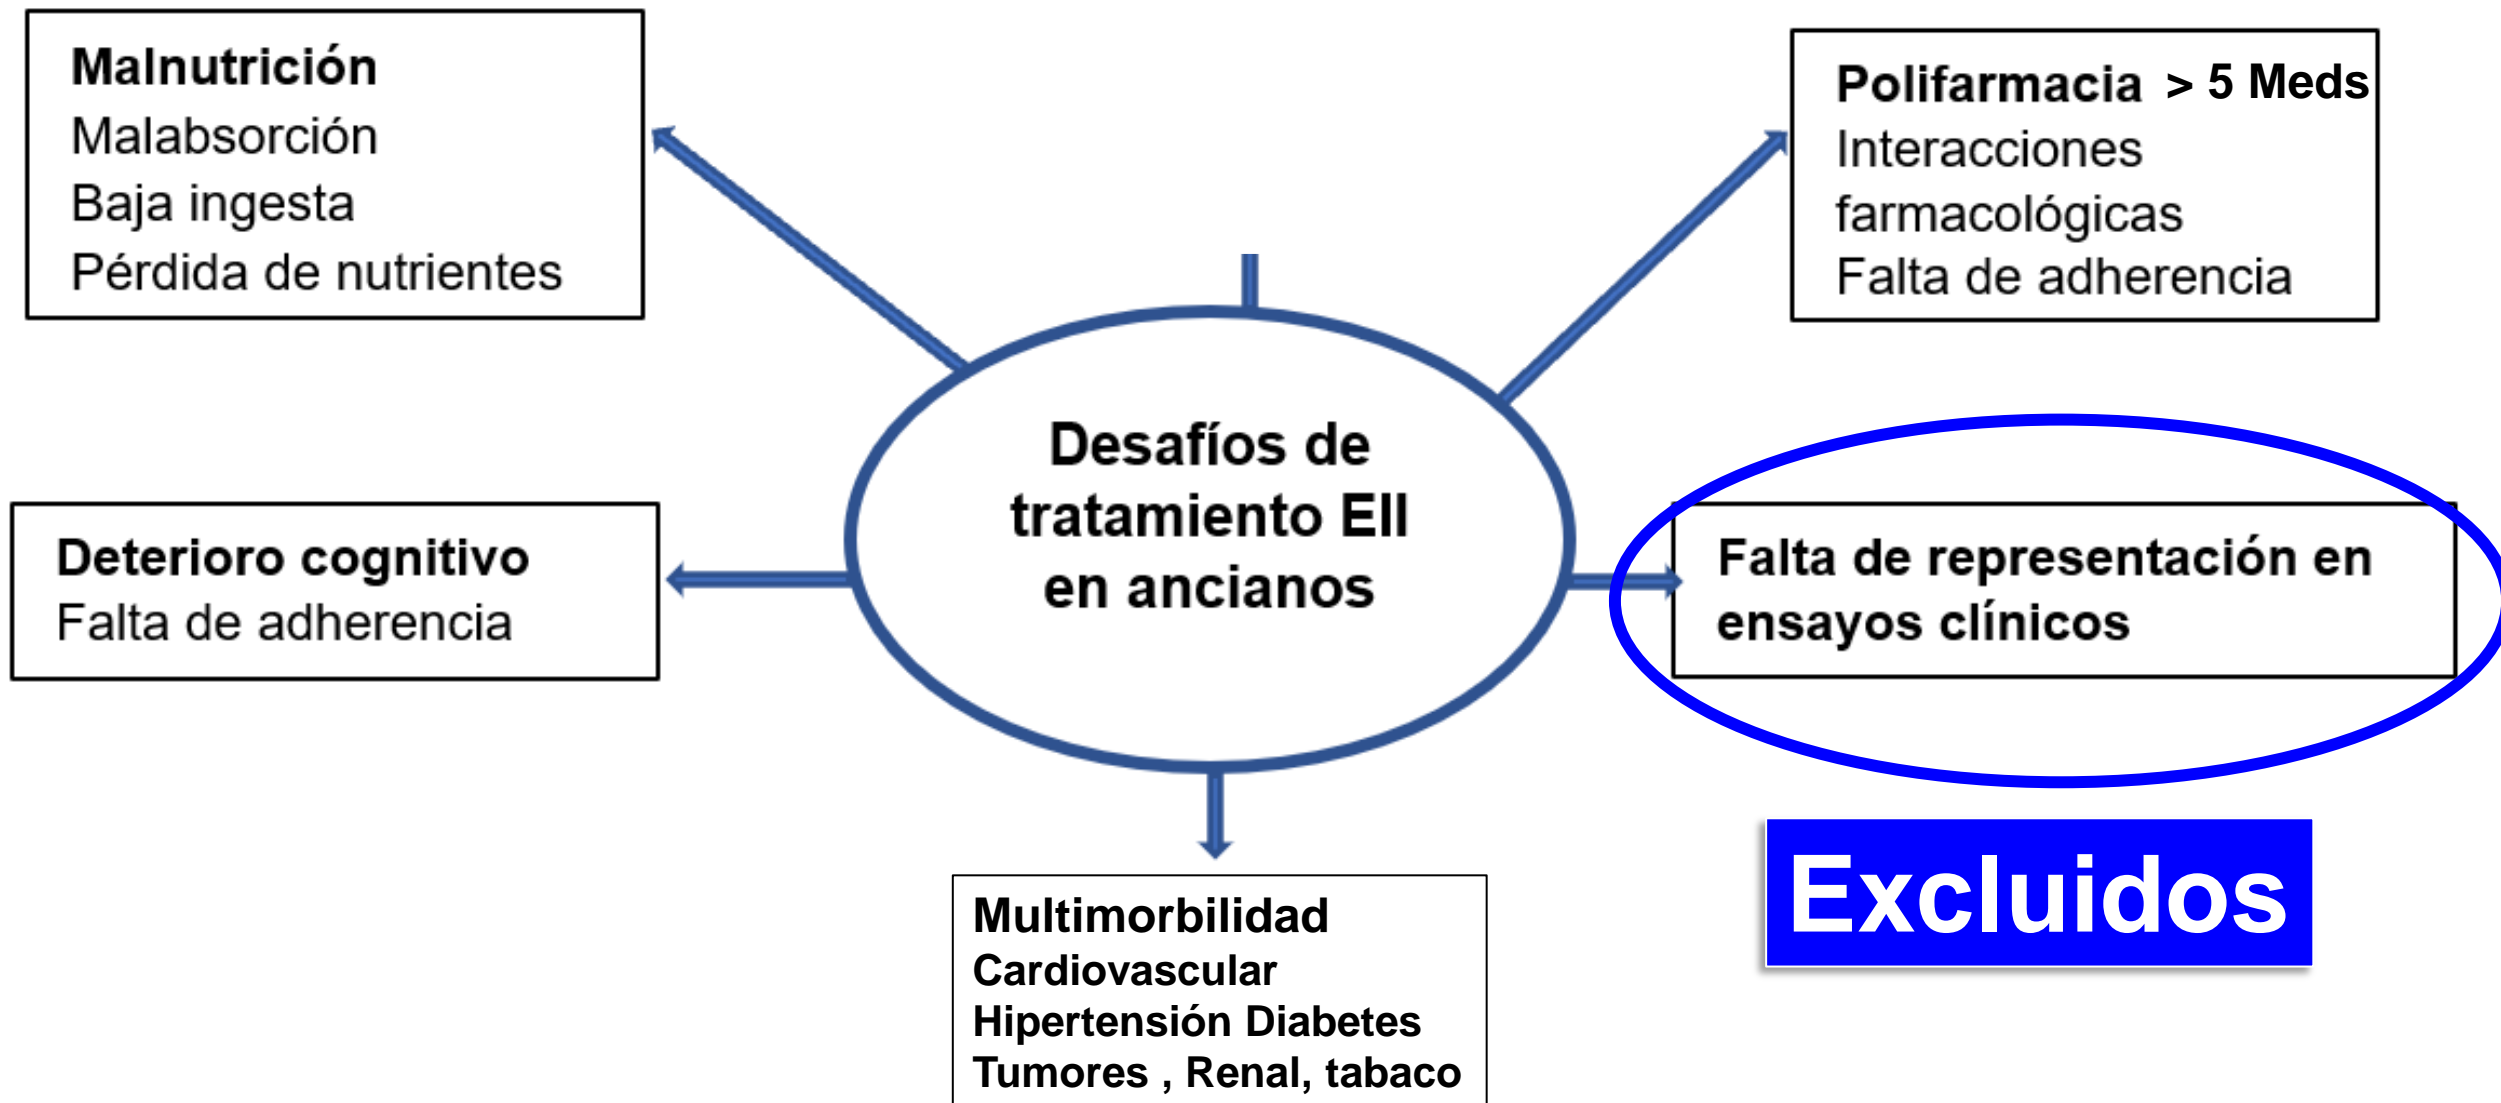 Malnutrición
Malabsorción
Baja ingesta
Pérdida de nutrientes
Polifarmacia > 5 Meds
Interacciones
farmacológicas
Falta de adherencia
Desafíos de
tratamiento EII
en ancianos
Deterioro cognitivo
Falta de adherencia
Falta de representación en
ensayos clínicos
Excluidos
Multimorbilidad
Cardiovascular
Hipertensión Diabetes
Tumores , Renal, tabaco